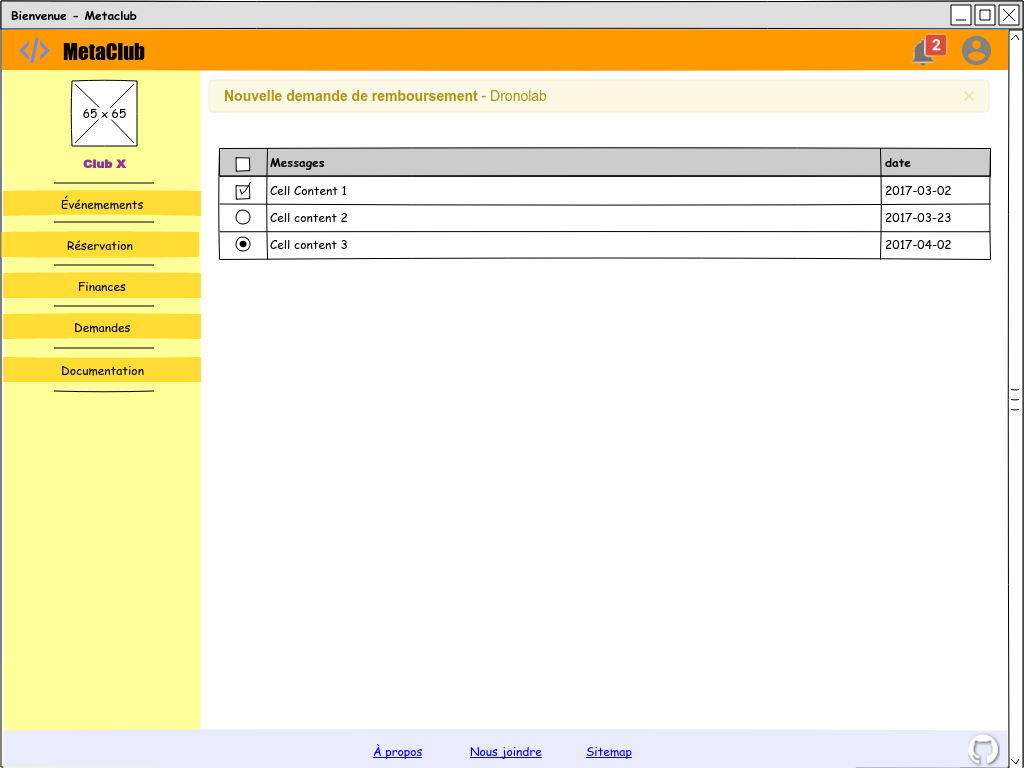 Bienvenue - Metaclub
</> MetaClub
2
65 x 65
Club X
Événemements
Réservation
Finances
Demandes
Documentation
Nouvelle demande de remboursement - Dronolab ×
Messages date
Cell Content 1 2017-03-02
Cell content 2 2017-03-23
Cell content 3 2017-04-02
À propos Nous joindre Sitemap